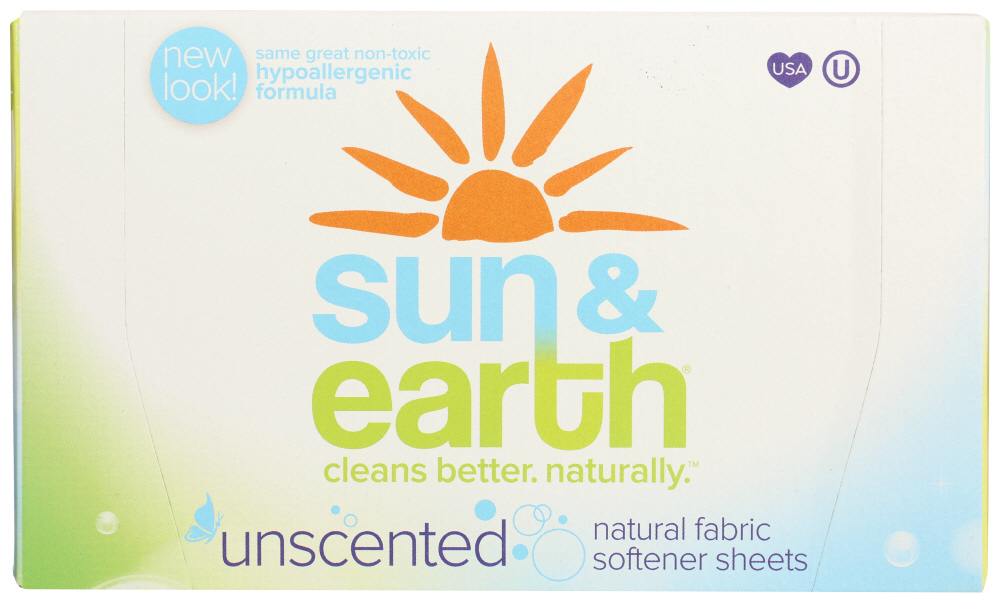 new
look!
same great non-toxic
hypoallergenic
formula
USA
U
sun &
earth®
cleans better. naturally.™
unscented
natural fabric
softener sheets